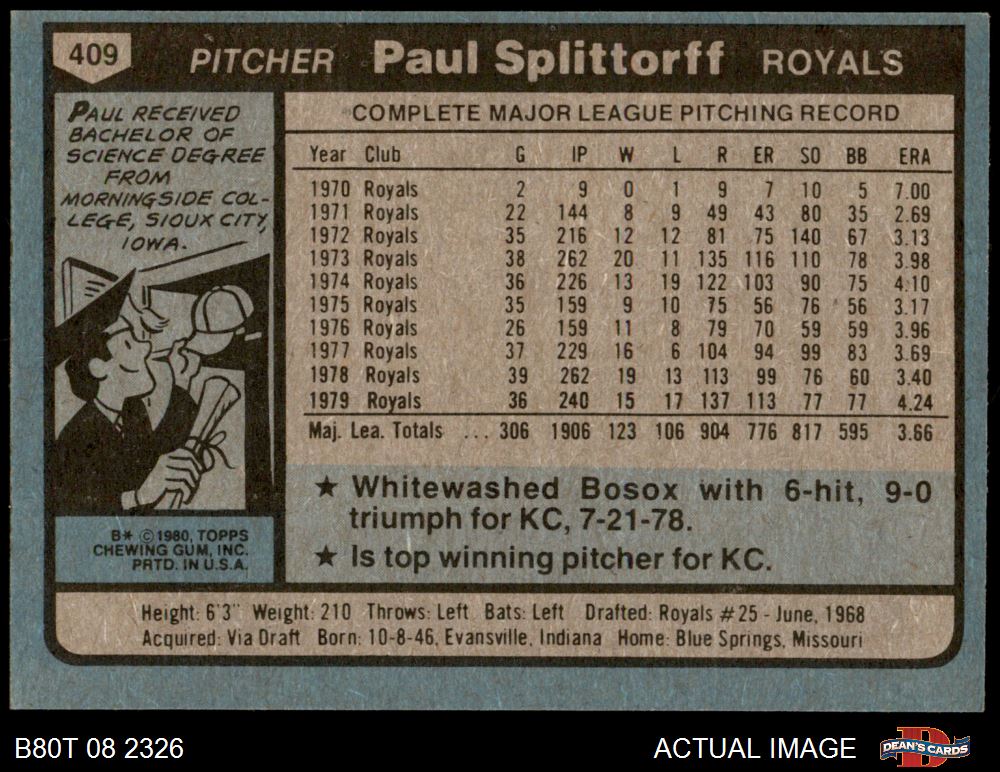 409 PITCHER Paul Splittorff ROYALS
PAUL RECEIVED
BACHELOR OF
SCIENCE DEGREE
FROM
MORNINGSIDE COL-
LEGE, SIOUX CITY,
IOWA.
B* ©1980, TOPPS
CHEWING GUM, INC.
PRTD. IN U.S.A.
COMPLETE MAJOR LEAGUE PITCHING RECORD
Year Club G IP W L R ER SO BB ERA
1970 Royals 2 9 0 1 9 7 10 5 7.00
1971 Royals 22 144 8 9 49 43 80 35 2.69
1972 Royals 35 216 12 12 81 75 140 67 3.13
1973 Royals 38 262 20 11 135 116 110 78 3.98
1974 Royals 36 226 13 19 122 103 90 75 4.10
1975 Royals 35 159 9 10 75 56 76 56 3.17
1976 Royals 26 159 11 8 79 70 59 59 3.96
1977 Royals 37 229 16 6 104 94 99 83 3.69
1978 Royals 39 262 19 13 113 99 76 60 3.40
1979 Royals 36 240 15 17 137 113 77 77 4.24
Maj. Lea. Totals ... 306 1906 123 106 904 776 817 595 3.66
★ Whitewashed Bosox with 6-hit, 9-0
triumph for KC, 7-21-78.
★ Is top winning pitcher for KC.
Height: 6'3" Weight: 210 Throws: Left Bats: Left Drafted: Royals #25 - June, 1968
Acquired: Via Draft Born: 10-8-46, Evansville, Indiana Home: Blue Springs, Missouri
B80T 08 2326
ACTUAL IMAGE
D
DEAN'S CARDS